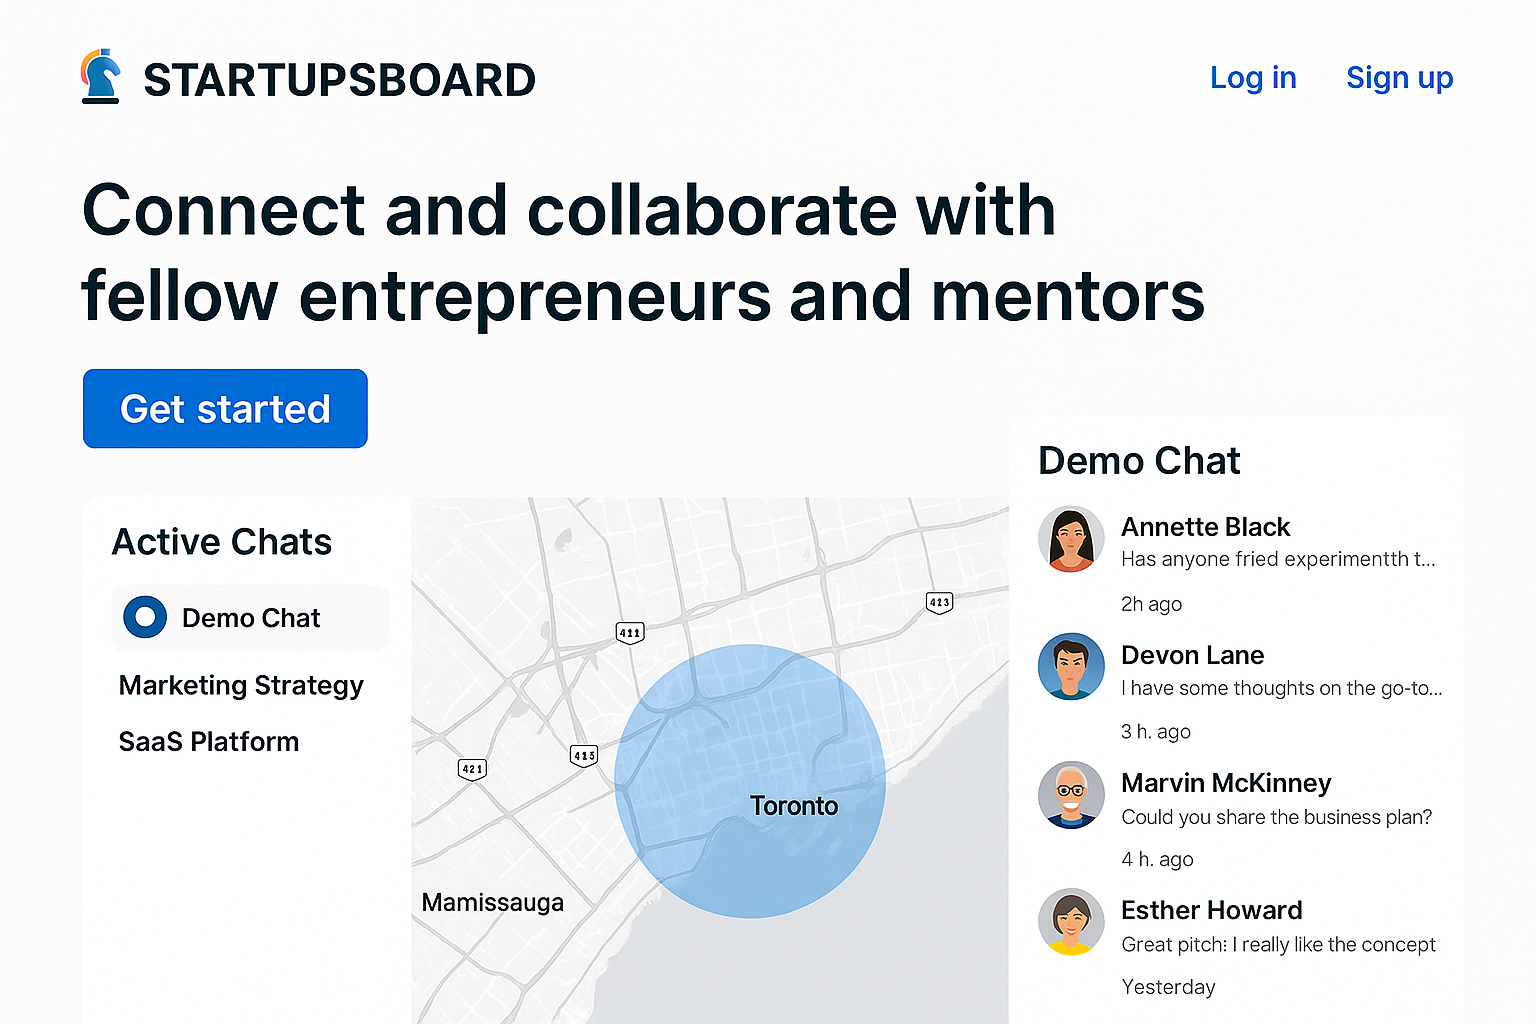 STARTUPSBOARD
Log in
Sign up
Connect and collaborate with
fellow entrepreneurs and mentors
Get started
Active Chats
Demo Chat
Marketing Strategy
SaaS Platform
411
413
415
421
Toronto
Mamissauga
Demo Chat
Annette Black
Has anyone fried experimentth t...
2h ago
Devon Lane
I have some thoughts on the go-to...
3 h. ago
Marvin McKinney
Could you share the business plan?
4 h. ago
Esther Howard
Great pitch: I really like the concept
Yesterday